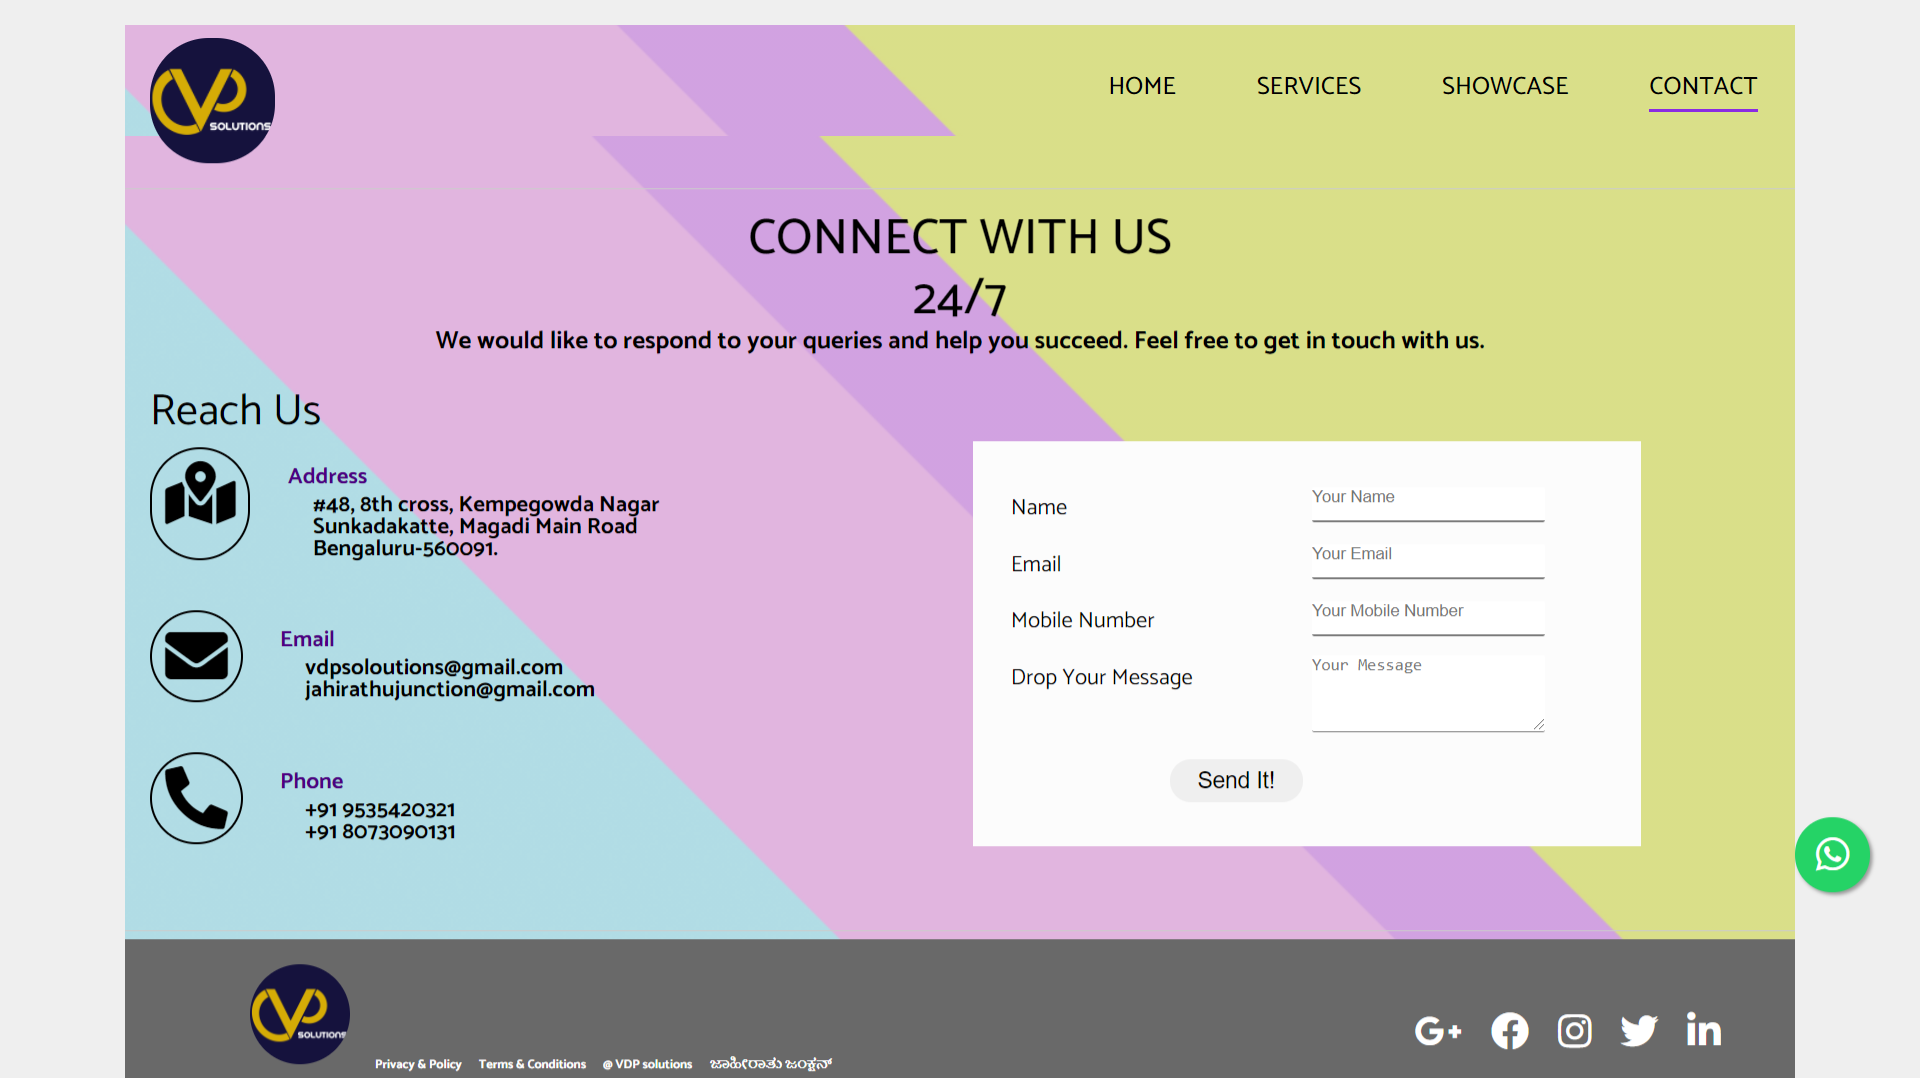 SOLUTIONS
HOME
SERVICES
SHOWCASE
CONTACT
CONNECT WITH US
24/7
We would like to respond to your queries and help you succeed. Feel free to get in touch with us.
Reach Us
Address
#48, 8th cross, Kempegowda Nagar
Sunkadakatte, Magadi Main Road
Bengaluru-560091.
Email
vdpsoloutions@gmail.com
jahirathujunction@gmail.com
Phone
+91 9535420321
+91 8073090131
Name
Your Name
Email
Your Email
Mobile Number
Your Mobile Number
Drop Your Message
Your Message
Send It!
SOLUTIONS
Privacy & Policy
Terms & Conditions
@ VDP solutions
ಜಾಹೀರಾತು ಜಂಕ್ಷನ್